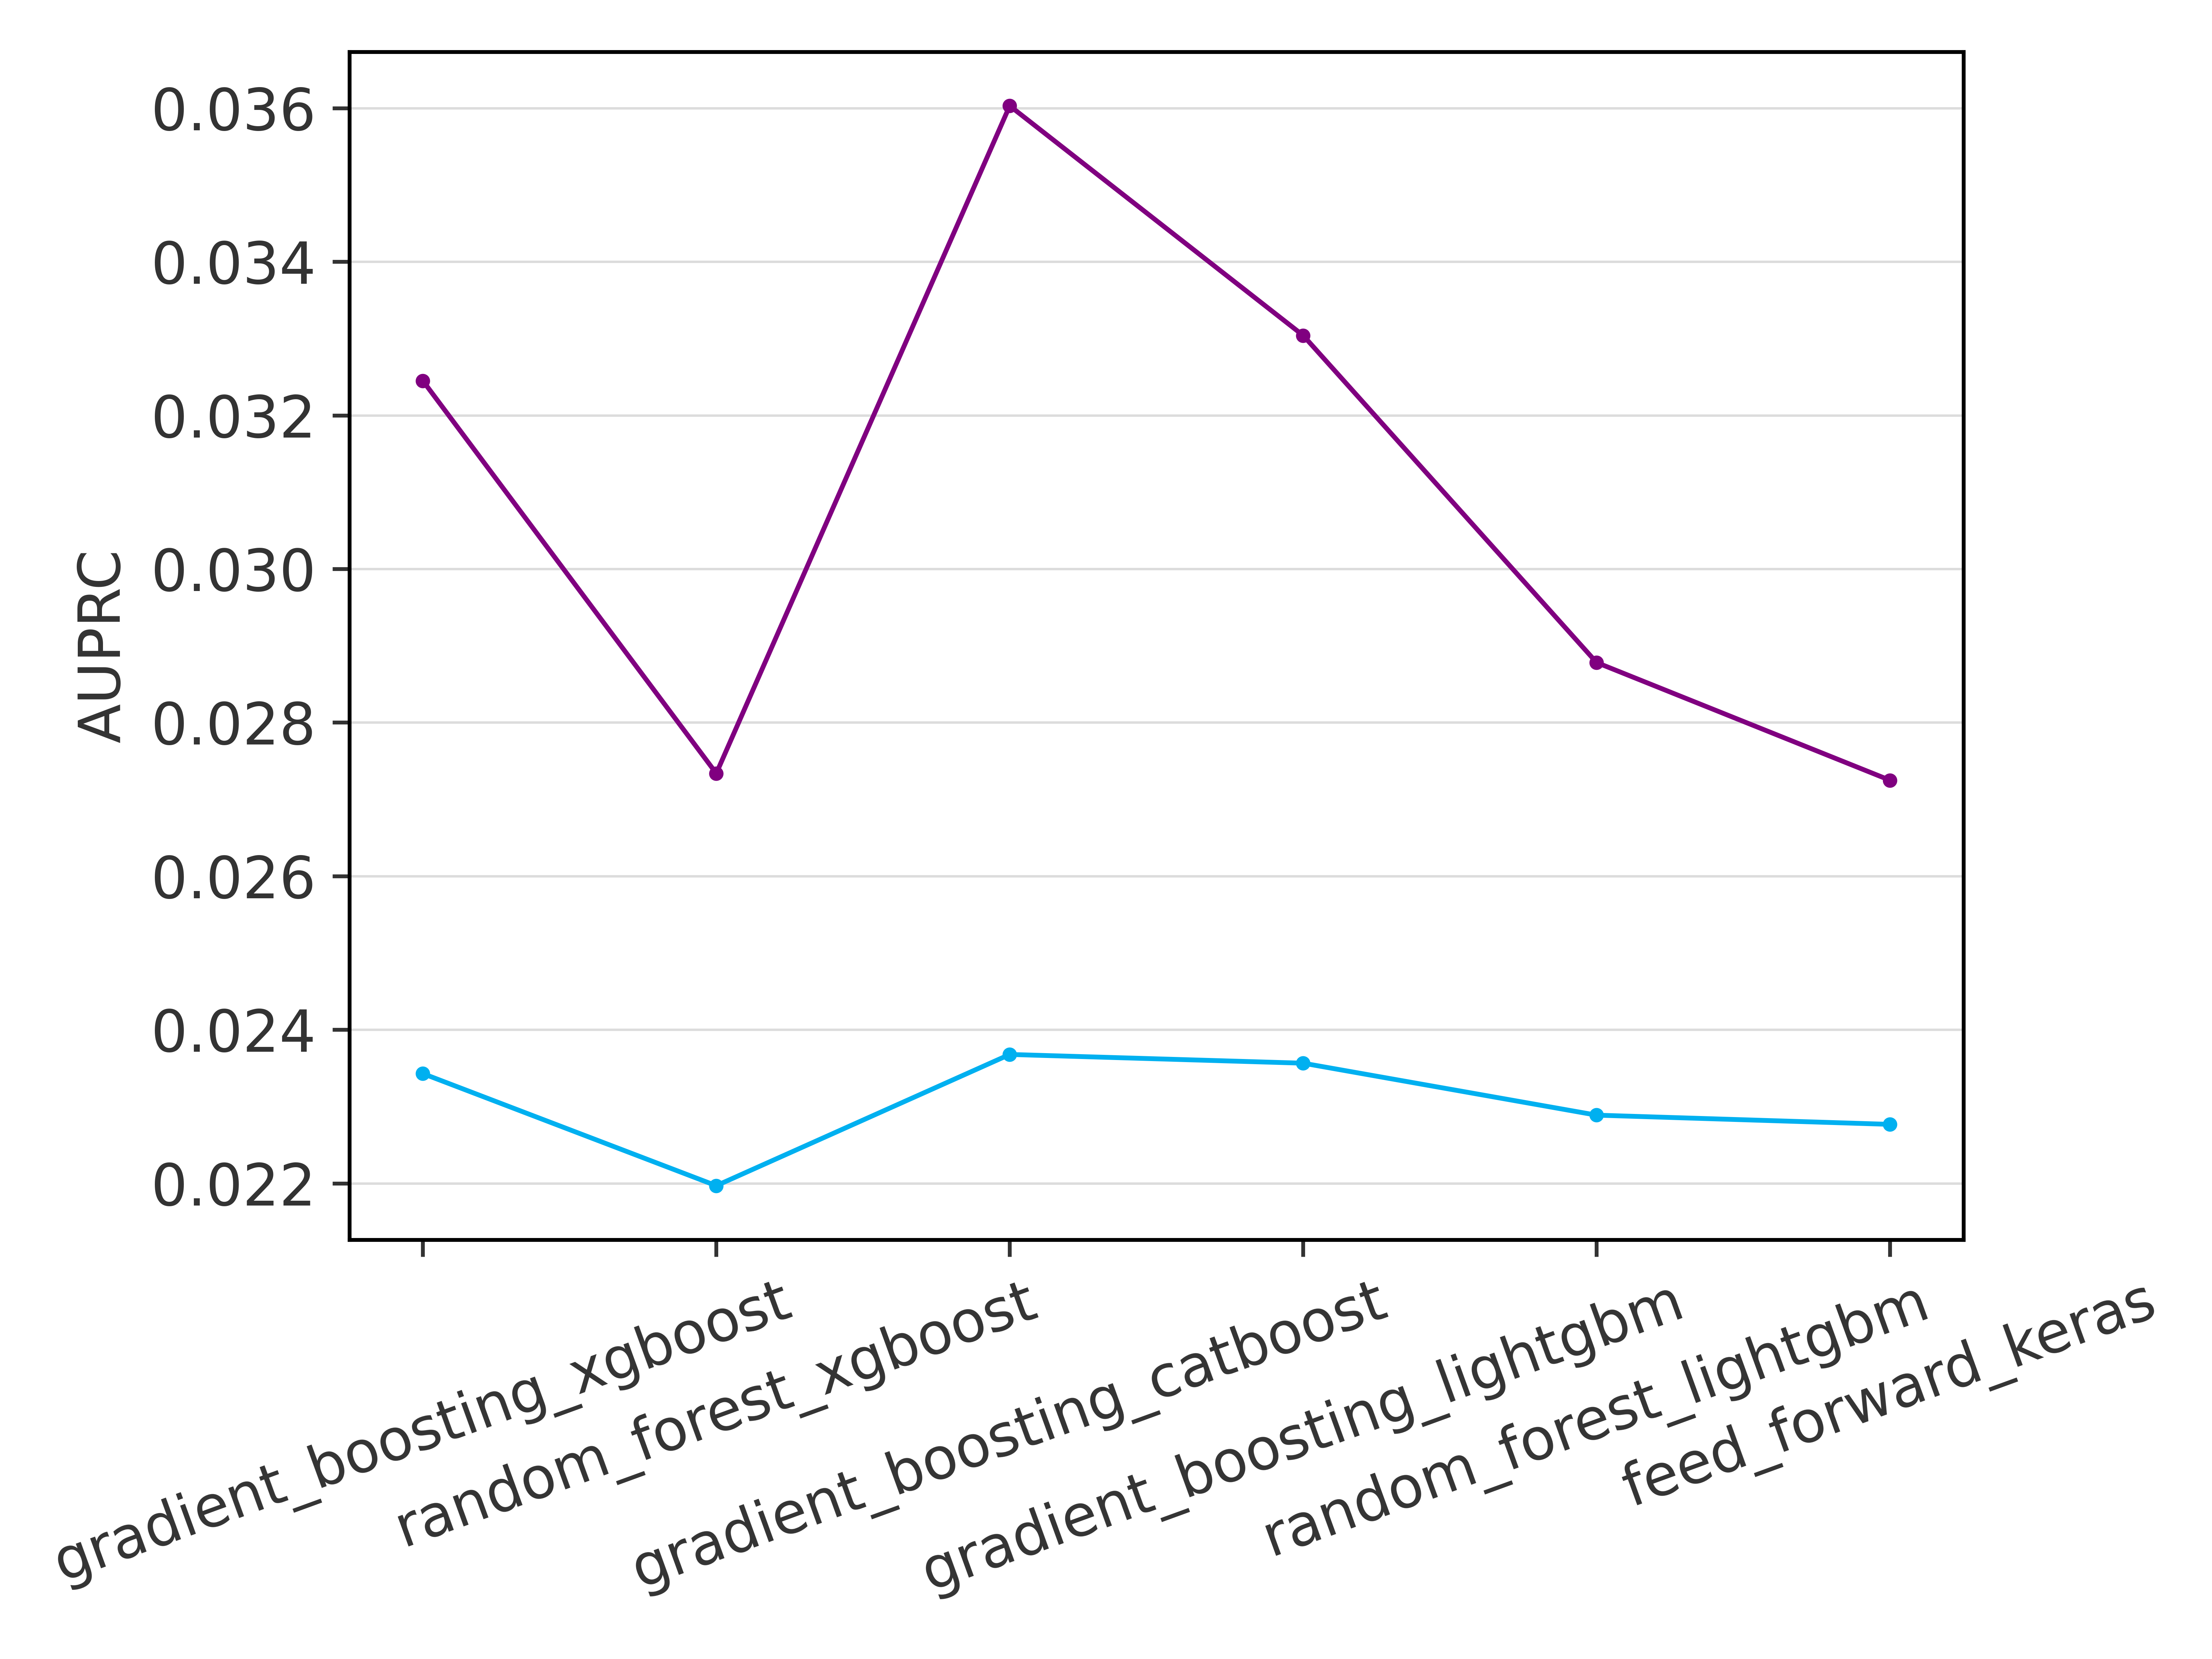 0.036
0.034
0.032
0.030
0.028
0.026
0.024
0.022
AUPRC
gradient_boosting_xgboost
random_forest_xgboost
gradient_boosting_catboost
gradient_boosting_lightgbm
random_forest_lightgbm
feed_forward_keras